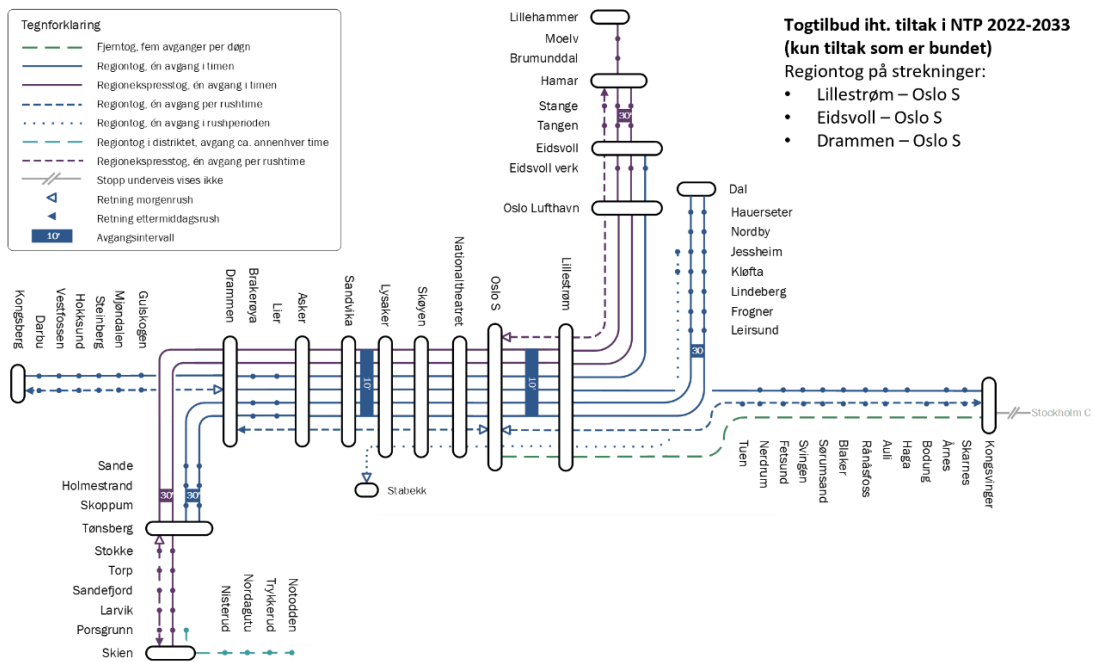 Tegnforklaring
Fjerntog, fem avganger per døgn
Regiontog, én avgang i timen
Regionekspresstog, én avgang i timen
Regiontog, én avgang per rushtime
Regiontog, én avgang i rushperioden
Regiontog i distriktet, avgang ca. annenhver time
Regionekspresstog, én avgang per rushtime
Stopp underveis vises ikke
Retning morgenrush
Retning ettermiddagsrush
10' Avgangsintervall
Togtilbud iht. tiltak i NTP 2022-2033
(kun tiltak som er bundet)
Regiontog på strekninger:
• Lillestrøm – Oslo S
• Eidsvoll – Oslo S
• Drammen – Oslo S
Lillehammer
Moelv
Brumunddal
Hamar
Stange
30'
Tangen
Eidsvoll
Eidsvoll verk
Oslo Lufthavn
Dal
Hauerseter
Nordby
Jessheim
Kløfta
Lindeberg
Frogner
Leirsund
30
Kongsberg
Darbu
Vestfossen
Hokksund
Steinberg
Mjøndalen
Gulskogen
Drammen
Brakerøya
Lier
Asker
Sandvika
Lysaker
Skøyen
Nationaltheatret
Oslo S
Lillestrøm
10'
10'
Stockholm C
Tuen
Nerdrum
Fetsund
Svingen
Sørumsand
Blaker
Rånåsfoss
Auli
Haga
Bodung
Årnes
Skarnes
Kongsvinger
Stabekk
Sande
Holmestrand
30'
30'
Skoppum
Tønsberg
Stokke
Torp
Sandefjord
Larvik
Porsgrunn
Skien
Nisterud
Nordagutu
Trykkerud
Notodden